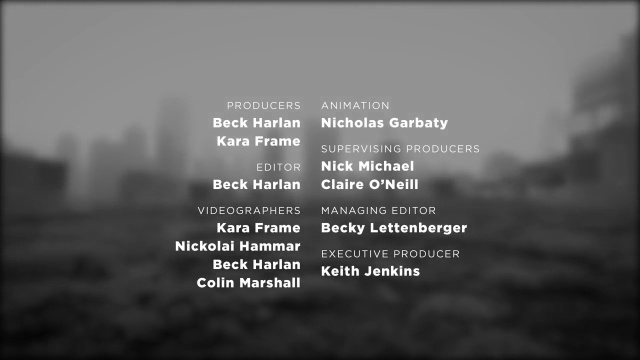 PRODUCERS
Beck Harlan
Kara Frame
EDITOR
Beck Harlan
VIDEOGRAPHERS
Kara Frame
Nickolai Hammar
Beck Harlan
Colin Marshall
ANIMATION
Nicholas Garbaty
SUPERVISING PRODUCERS
Nick Michael
Claire O'Neill
MANAGING EDITOR
Becky Lettenberger
EXECUTIVE PRODUCER
Keith Jenkins